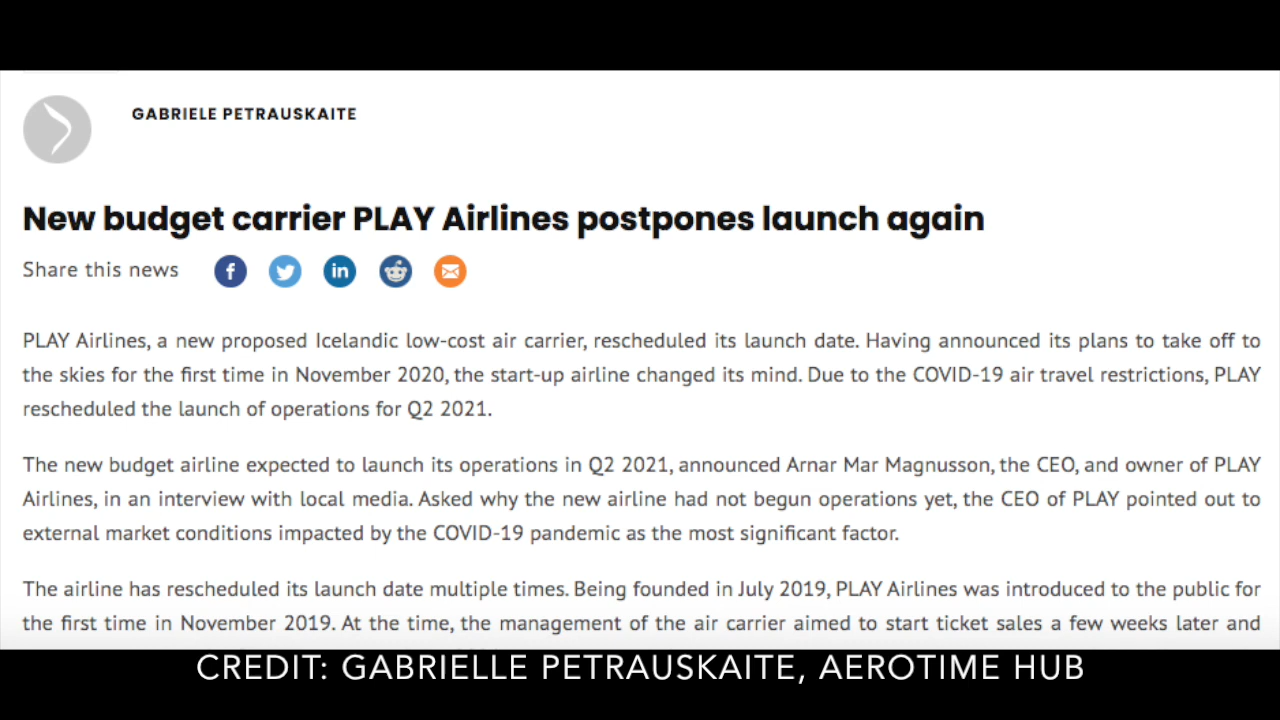 GABRIELE PETRAUSKAITE
New budget carrier PLAY Airlines postpones launch again
Share this news
PLAY Airlines, a new proposed Icelandic low-cost air carrier, rescheduled its launch date. Having announced its plans to take off to
the skies for the first time in November 2020, the start-up airline changed its mind. Due to the COVID-19 air travel restrictions, PLAY
rescheduled the launch of operations for Q2 2021.
The new budget airline expected to launch its operations in Q2 2021, announced Arnar Mar Magnusson, the CEO, and owner of PLAY
Airlines, in an interview with local media. Asked why the new airline had not begun operations yet, the CEO of PLAY pointed out to
external market conditions impacted by the COVID-19 pandemic as the most significant factor.
The airline has rescheduled its launch date multiple times. Being founded in July 2019, PLAY Airlines was introduced to the public for
the first time in November 2019. At the time, the management of the air carrier aimed to start ticket sales a few weeks later and
CREDIT: GABRIELLE PETRAUSKAITE, AEROTIME HUB